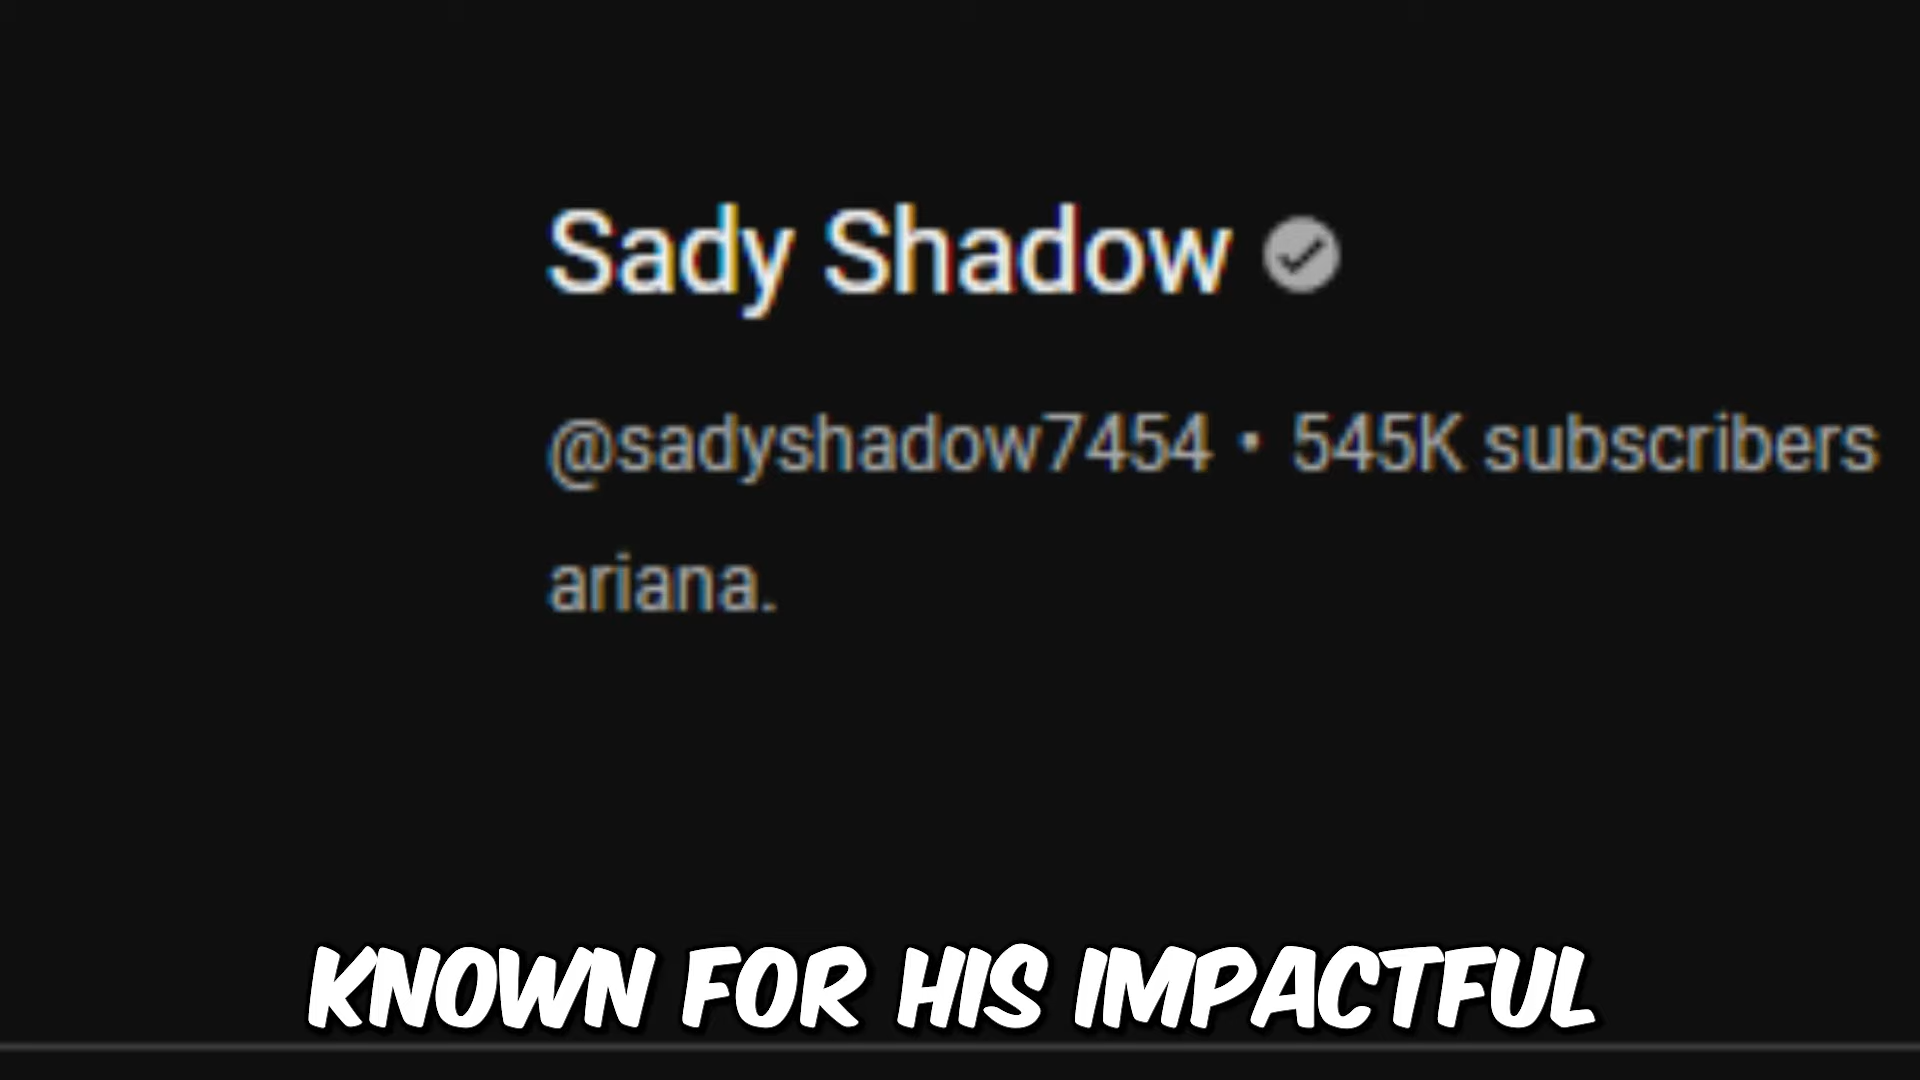 Sady Shadow
@sadyshadow7454 • 545K subscribers
ariana.
KNOWN FOR HIS IMPACTFUL